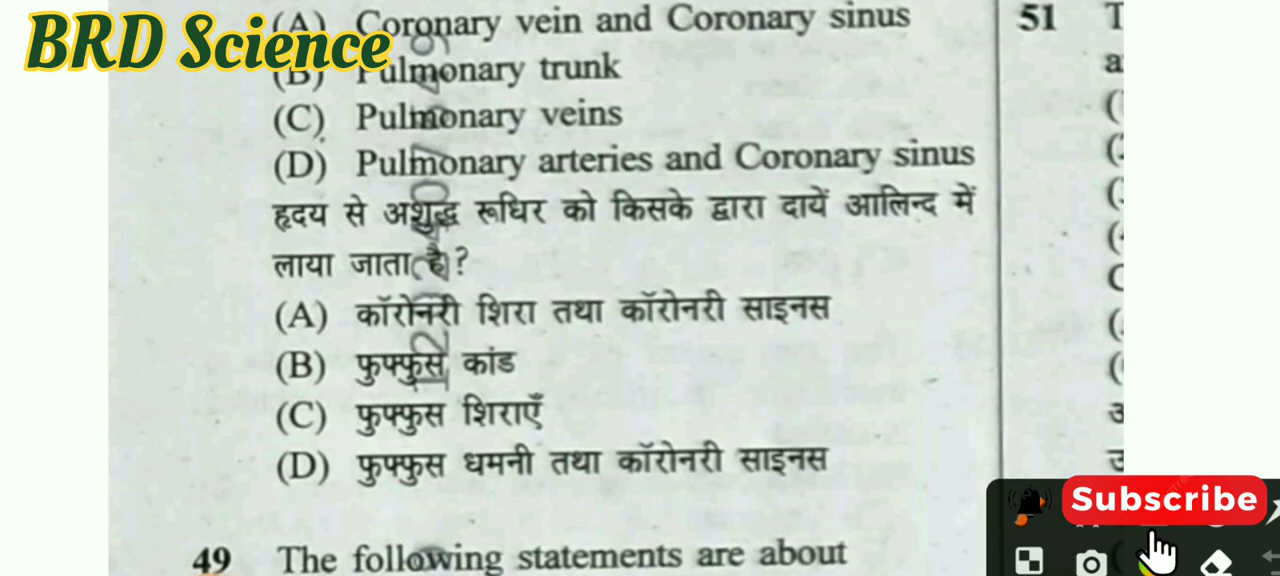 BRD Science
(A) Coronary vein and Coronary sinus
(B) Pulmonary trunk
(C) Pulmonary veins
(D) Pulmonary arteries and Coronary sinus
हृदय से अशुद्ध रूधिर को किसके द्वारा दायें आलिन्द में
लाया जाता है?
(A) कॉरोनरी शिरा तथा कॉरोनरी साइनस
(B) फुफ्फुस कांड
(C) फुफ्फुस शिराएँ
(D) फुफ्फुस धमनी तथा कॉरोनरी साइनस
49 The following statements are about
51
Subscribe